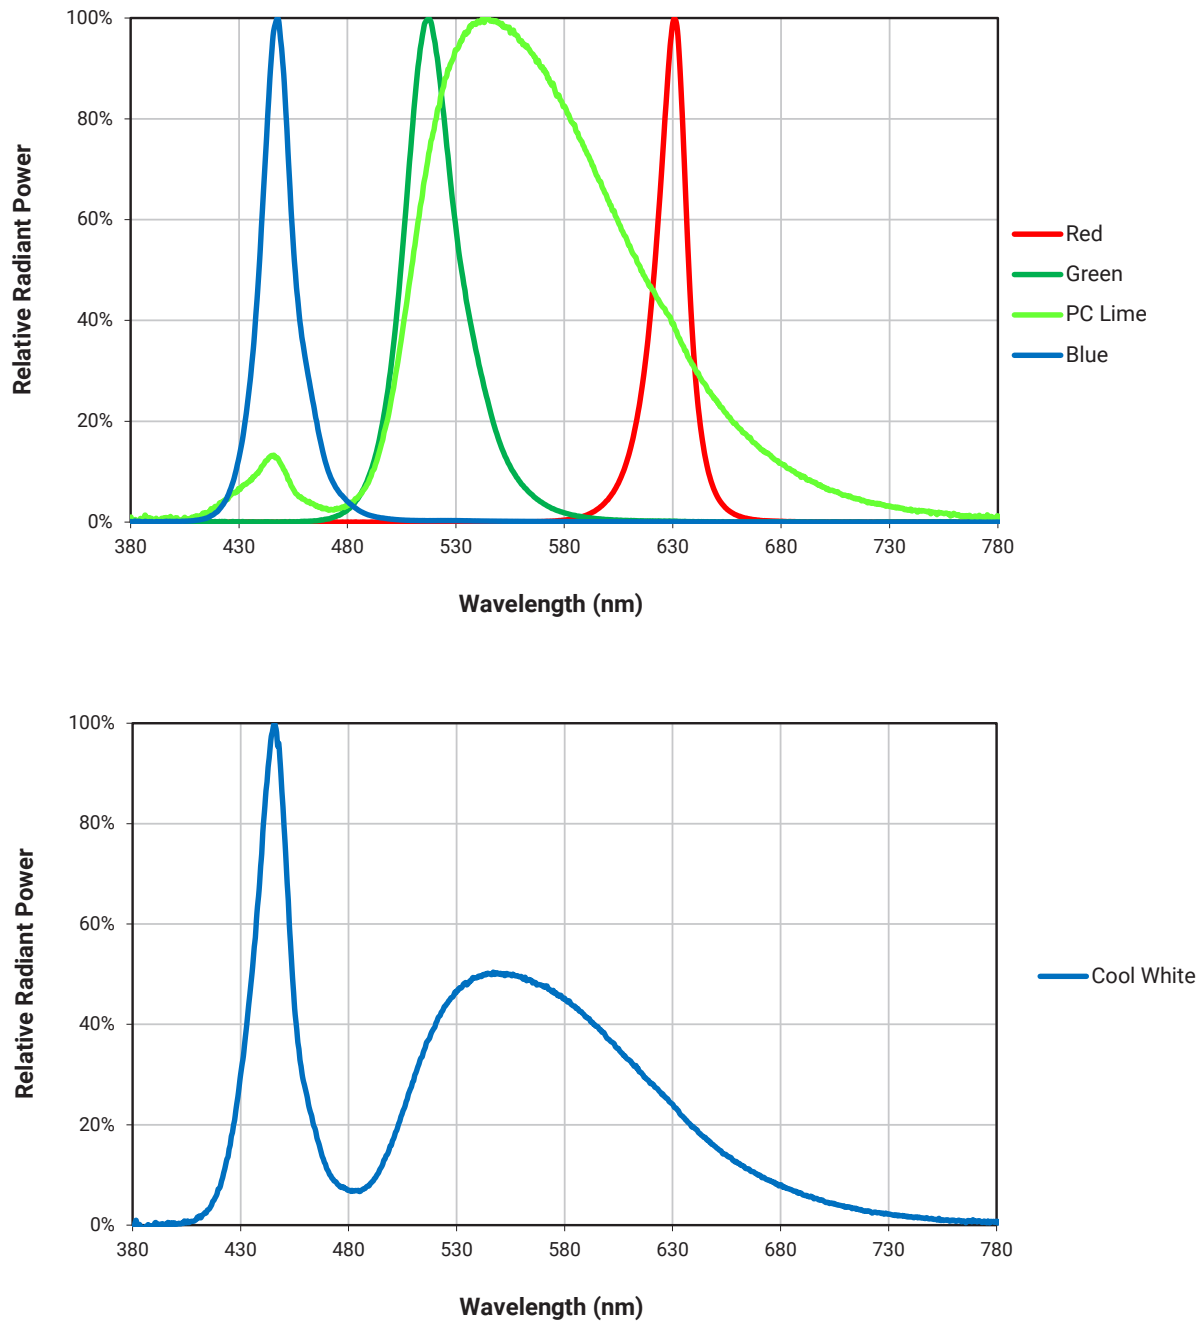 100%
80%
60%
40%
20%
0%
Relative Radiant Power
380 430 480 530 580 630 680 730 780
Wavelength (nm)
Red
Green
PC Lime
Blue
100%
80%
60%
40%
20%
0%
Relative Radiant Power
380 430 480 530 580 630 680 730 780
Wavelength (nm)
Cool White